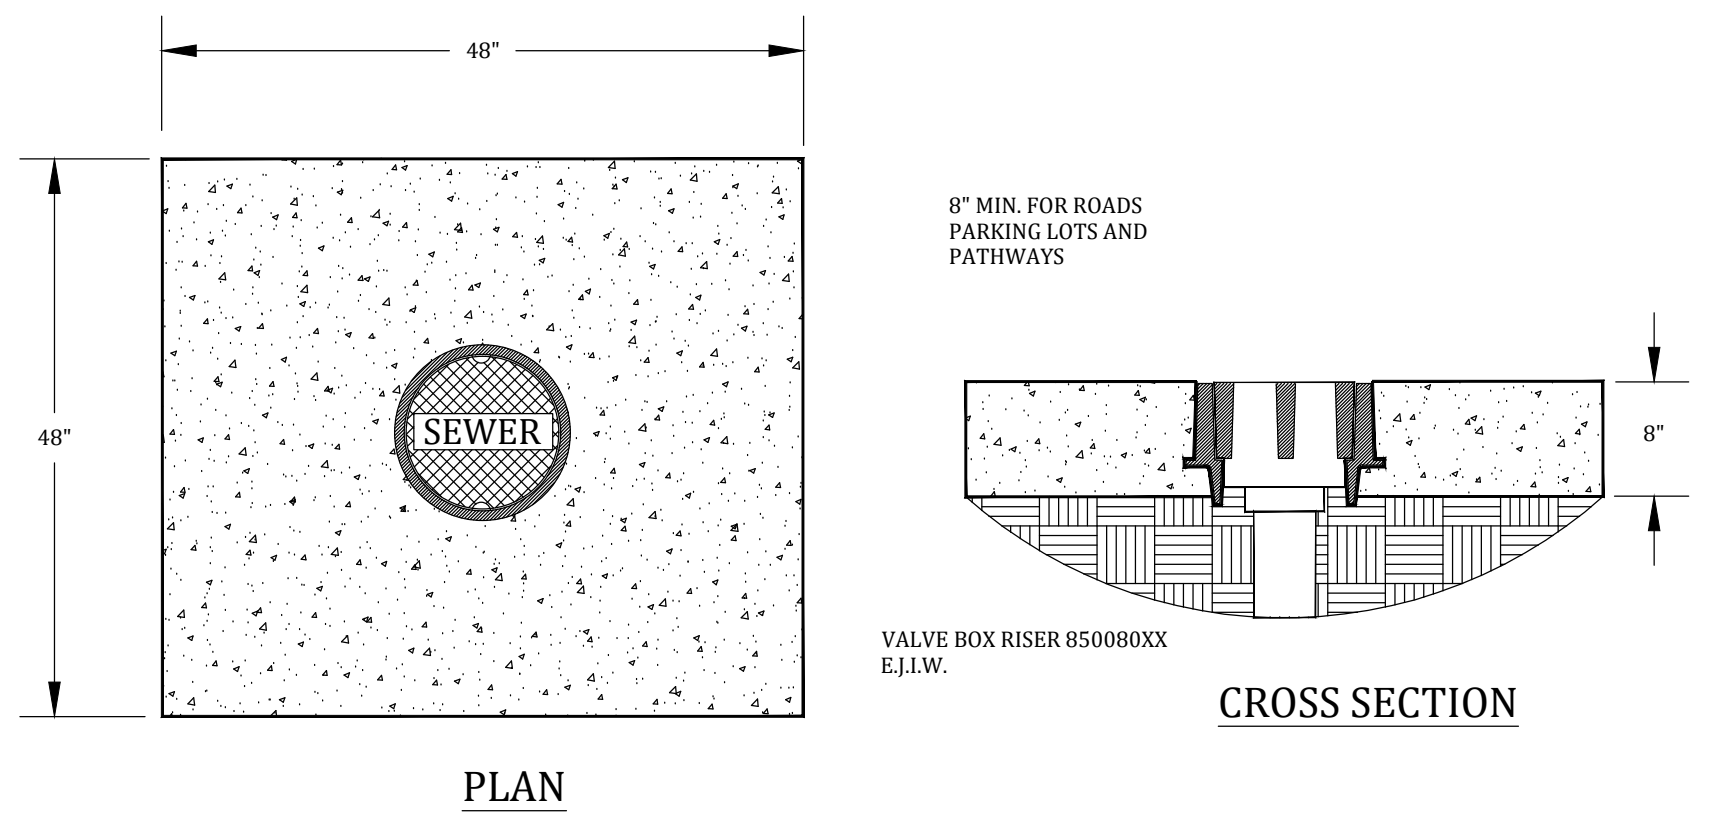 48"
48"
SEWER
PLAN
8" MIN. FOR ROADS
PARKING LOTS AND
PATHWAYS
8"
VALVE BOX RISER 850080XX
E.J.I.W.
CROSS SECTION